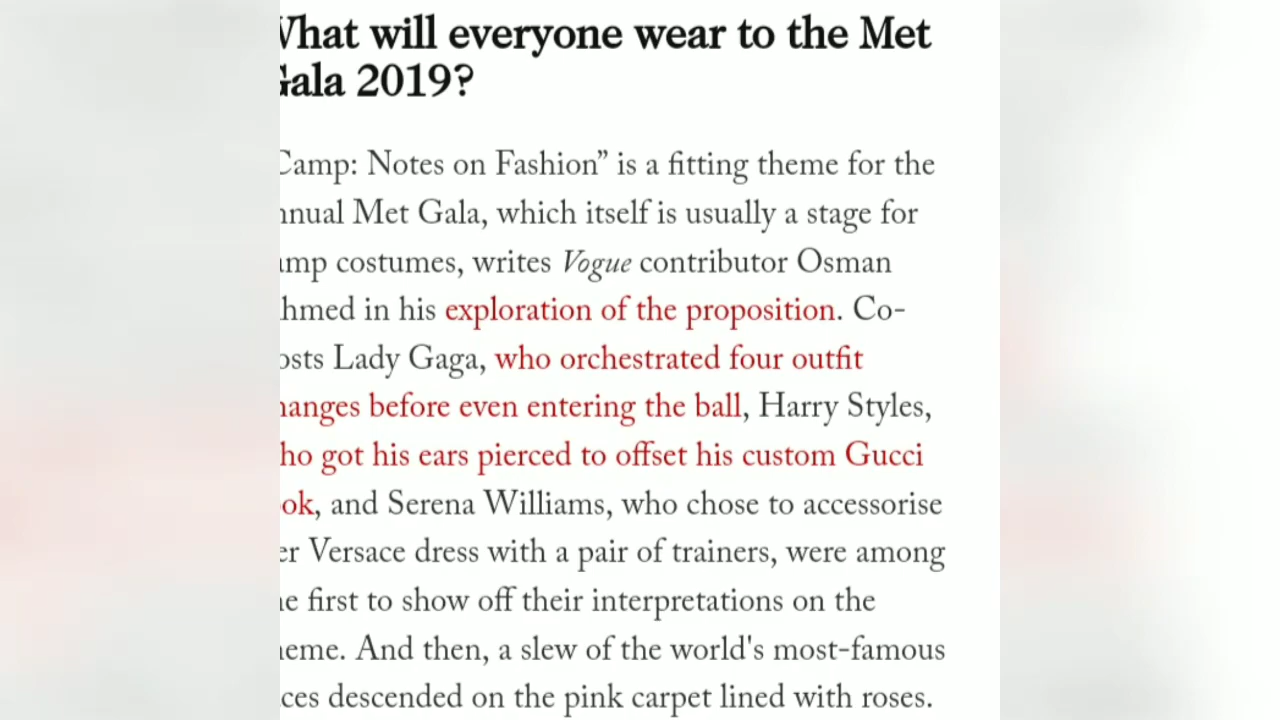 What will everyone wear to the Met
Gala 2019?
Camp: Notes on Fashion” is a fitting theme for the
nnual Met Gala, which itself is usually a stage for
mp costumes, writes Vogue contributor Osman
hmed in his exploration of the proposition. Co-
osts Lady Gaga, who orchestrated four outfit
hanges before even entering the ball, Harry Styles,
ho got his ears pierced to offset his custom Gucci
ok, and Serena Williams, who chose to accessorise
er Versace dress with a pair of trainers, were among
e first to show off their interpretations on the
eme. And then, a slew of the world's most-famous
ces descended on the pink carpet lined with roses.